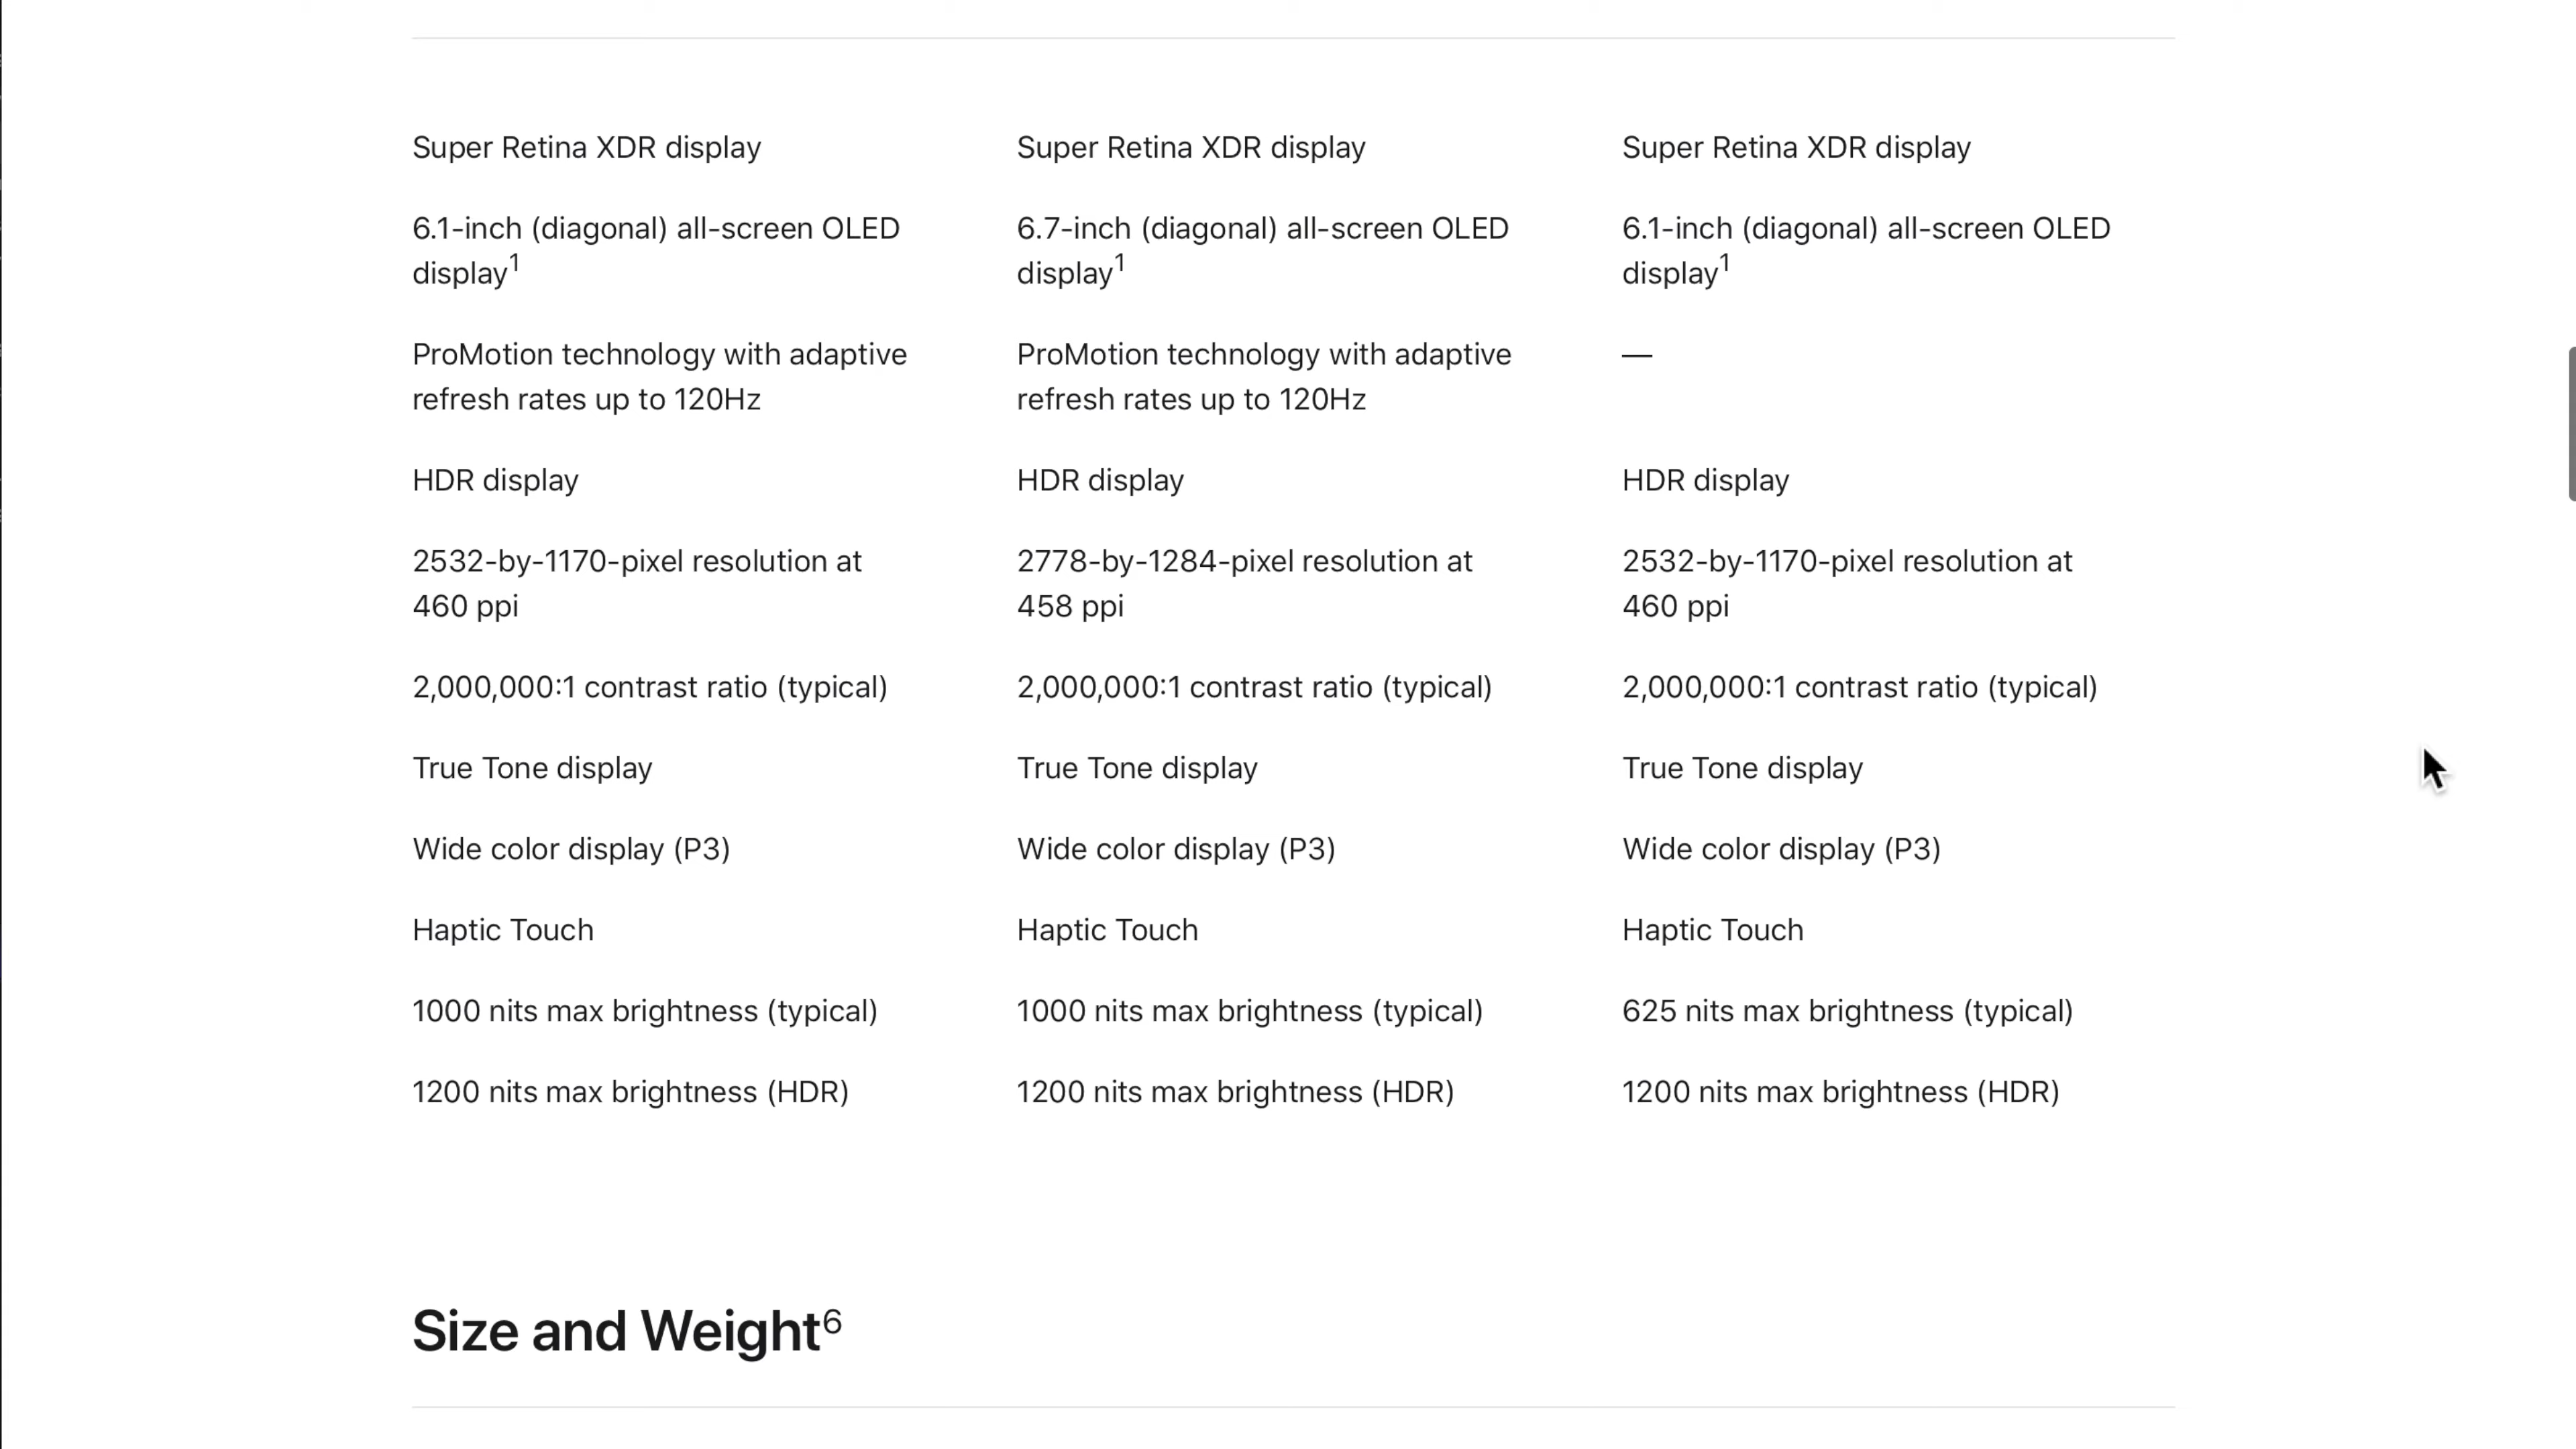 Super Retina XDR display
6.1-inch (diagonal) all-screen OLED
display1
ProMotion technology with adaptive
refresh rates up to 120Hz
HDR display
2532-by-1170-pixel resolution at
460 ppi
2,000,000:1 contrast ratio (typical)
True Tone display
Wide color display (P3)
Haptic Touch
1000 nits max brightness (typical)
1200 nits max brightness (HDR)
Super Retina XDR display
6.7-inch (diagonal) all-screen OLED
display1
ProMotion technology with adaptive
refresh rates up to 120Hz
HDR display
2778-by-1284-pixel resolution at
458 ppi
2,000,000:1 contrast ratio (typical)
True Tone display
Wide color display (P3)
Haptic Touch
1000 nits max brightness (typical)
1200 nits max brightness (HDR)
Super Retina XDR display
6.1-inch (diagonal) all-screen OLED
display1
—
HDR display
2532-by-1170-pixel resolution at
460 ppi
2,000,000:1 contrast ratio (typical)
True Tone display
Wide color display (P3)
Haptic Touch
625 nits max brightness (typical)
1200 nits max brightness (HDR)
Size and Weight6